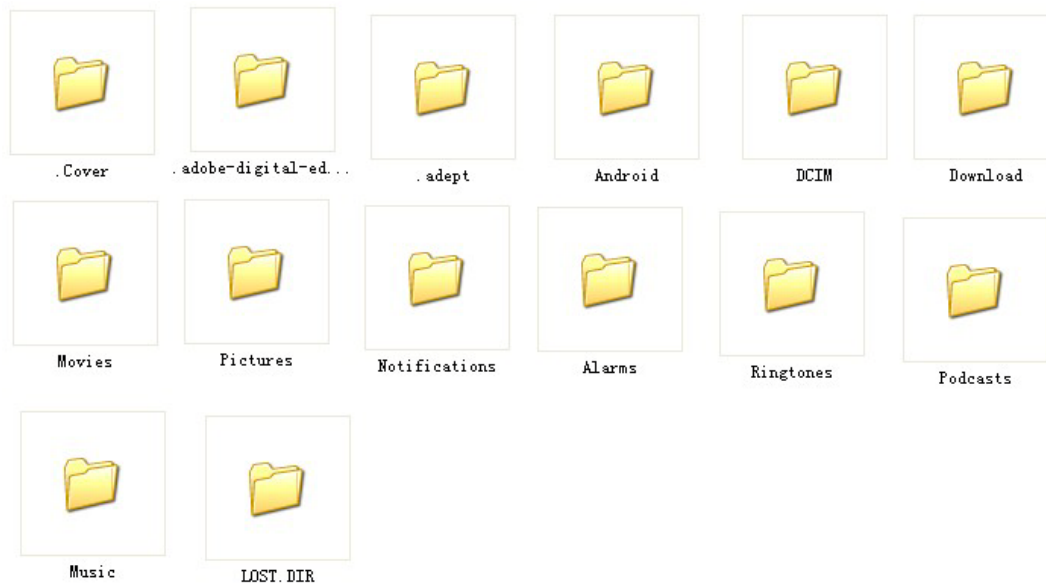 .Cover
.adobe-digital-ed...
.adept
Android
DCIM
Download
Movies
Pictures
Notifications
Alarms
Ringtones
Podcasts
Music
LOST.DIR